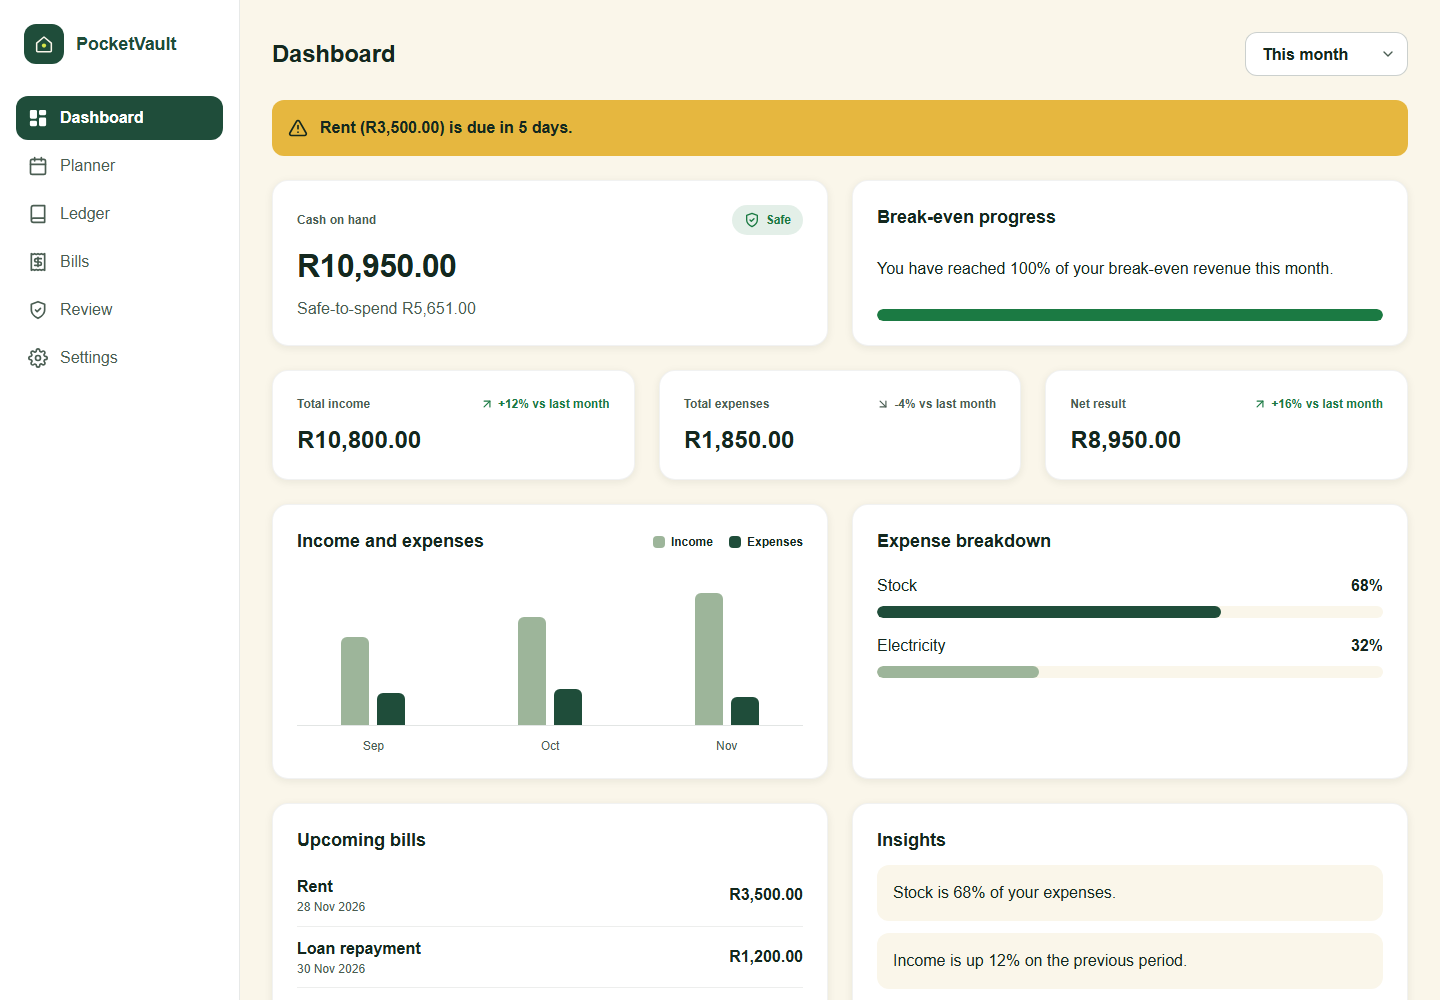 PocketVault
Dashboard
Planner
Ledger
Bills
Review
Settings
Dashboard
This month
Rent (R3,500.00) is due in 5 days.
Cash on hand
Safe
R10,950.00
Safe-to-spend R5,651.00
Break-even progress
You have reached 100% of your break-even revenue this month.
Total income
+12% vs last month
R10,800.00
Total expenses
-4% vs last month
R1,850.00
Net result
+16% vs last month
R8,950.00
Income and expenses
Income
Expenses
Sep
Oct
Nov
Expense breakdown
Stock
68%
Electricity
32%
Upcoming bills
Rent
28 Nov 2026
R3,500.00
Loan repayment
30 Nov 2026
R1,200.00
Insights
Stock is 68% of your expenses.
Income is up 12% on the previous period.